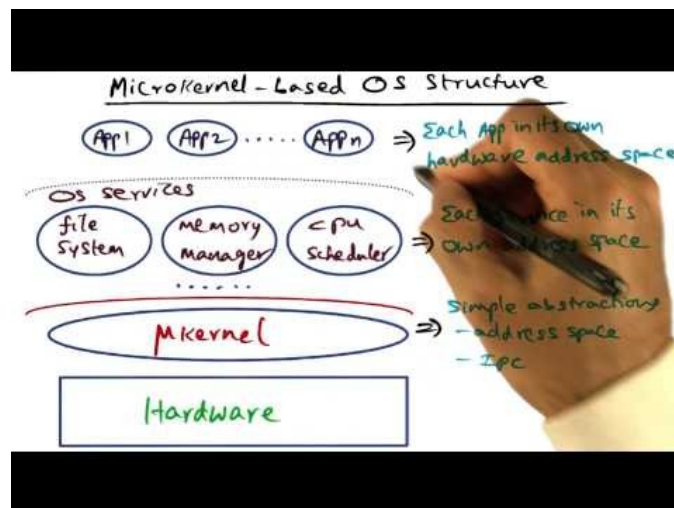 Microkernel-based OS Structure
App1 App2 ..... Appn ⇒ Each App in its own
hardware address space
OS services
file system
memory manager
cpu scheduler
......
⇒ Each in its
own address space
μkernel
⇒ Simple abstractions
- address space
- Ipc
Hardware